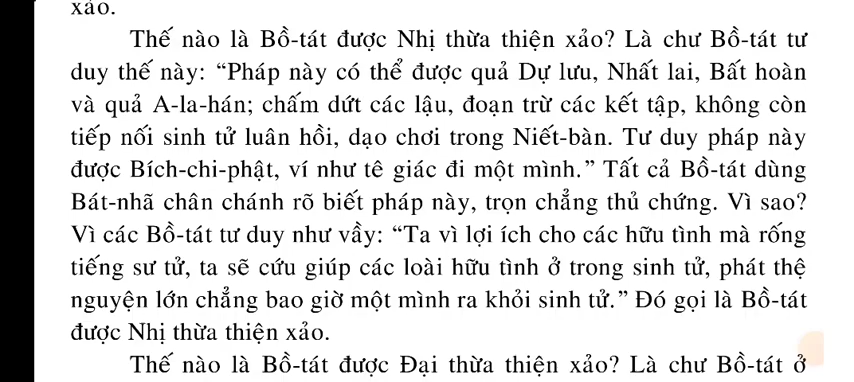 xảo.
Thế nào là Bồ-tát được Nhị thừa thiện xảo? Là chư Bồ-tát tư
duy thế này: “Pháp này có thể được quả Dự lưu, Nhất lai, Bất hoàn
và quả A-la-hán; chấm dứt các lậu, đoạn trừ các kết tập, không còn
tiếp nối sinh tử luân hồi, dạo chơi trong Niết-bàn. Tư duy pháp này
được Bích-chi-phật, ví như tê giác đi một mình.” Tất cả Bồ-tát dùng
Bát-nhã chân chánh rõ biết pháp này, trọn chẳng thủ chứng. Vì sao?
Vì các Bồ-tát tư duy như vầy: “Ta vì lợi ích cho các hữu tình mà rống
tiếng sư tử, ta sẽ cứu giúp các loài hữu tình ở trong sinh tử, phát thệ
nguyện lớn chẳng bao giờ một mình ra khỏi sinh tử.” Đó gọi là Bồ-tát
được Nhị thừa thiện xảo.
Thế nào là Bồ-tát được Đại thừa thiện xảo? Là chư Bồ-tát ở